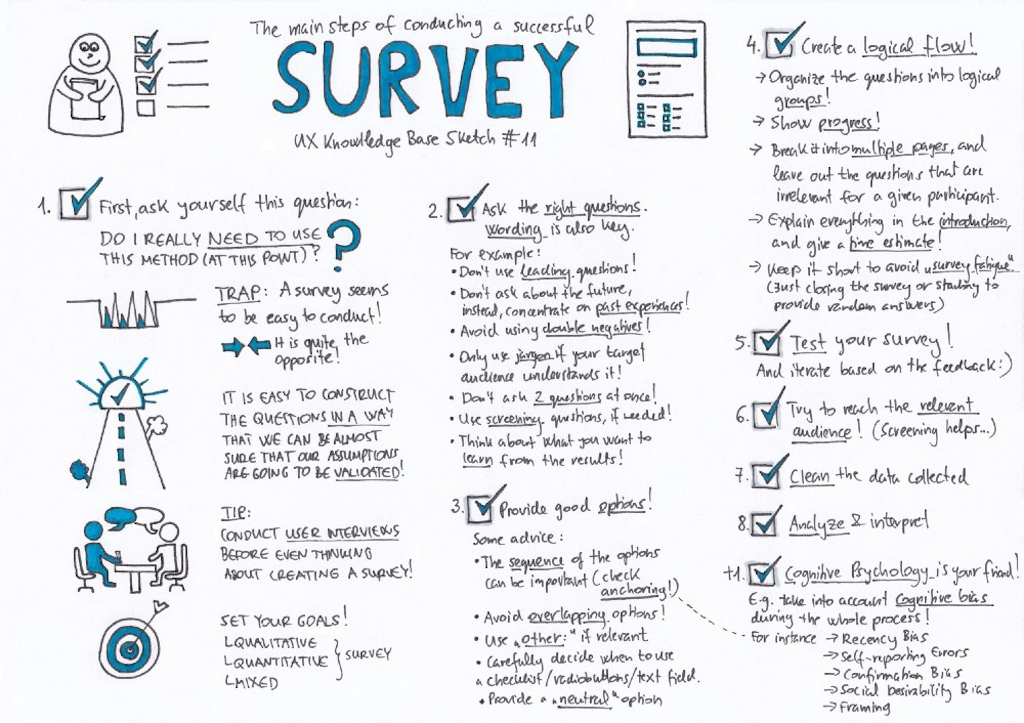 The main steps of conducting a successful
SURVEY
UX Knowledge Base Sketch #11
1. First, ask yourself this question:
DO I REALLY NEED TO USE
THIS METHOD (AT THIS POINT)?
TRAP: A survey seems
to be easy to conduct!
It is quite the
opposite!
IT IS EASY TO CONSTRUCT
THE QUESTIONS IN A WAY
THAT WE CAN BE ALMOST
SURE THAT OUR ASSUMPTIONS
ARE GOING TO BE VALIDATED!
TIP:
CONDUCT USER INTERVIEWS
BEFORE EVEN THINKING
ABOUT CREATING A SURVEY!
SET YOUR GOALS!
QUALITATIVE
QUANTITATIVE } SURVEY
MIXED
2. Ask the right questions.
Wording is also key.
For example:
• Don't use leading questions!
• Don't ask about the future,
instead, concentrate on past experiences!
• Avoid using double negatives!
• Only use jargon if your target
audience understands it!
• Don't ask 2 questions at once!
• Use screening questions, if needed!
• Think about what you want to
learn from the results!
3. Provide good options!
Some advice:
• The sequence of the options
can be important (check
anchoring!)
• Avoid overlapping options!
• Use „other:" if relevant
• Carefully decide when to use
a checklist/radiobuttons/text field.
• Provide a „neutral" option
4. Create a logical flow!
→ Organize the questions into logical
groups!
→ Show progress!
→ Break it into multiple pages, and
leave out the questions that are
irrelevant for a given participant.
→ Explain everything in the introduction,
and give a time estimate!
→ Keep it short to avoid „survey fatigue"
(Just closing the survey or starting to
provide random answers)
5. Test your survey!
And iterate based on the feedback:)
6. Try to reach the relevant
audience! (Screening helps...)
7. Clean the data collected
8. Analyze & interpret
+1. Cognitive Psychology is your friend!
E.g. take into account cognitive bias
during the whole process!
For instance → Recency Bias
→ Self-reporting Errors
→ Confirmation Bias
→ Social Desirability Bias
→ Framing